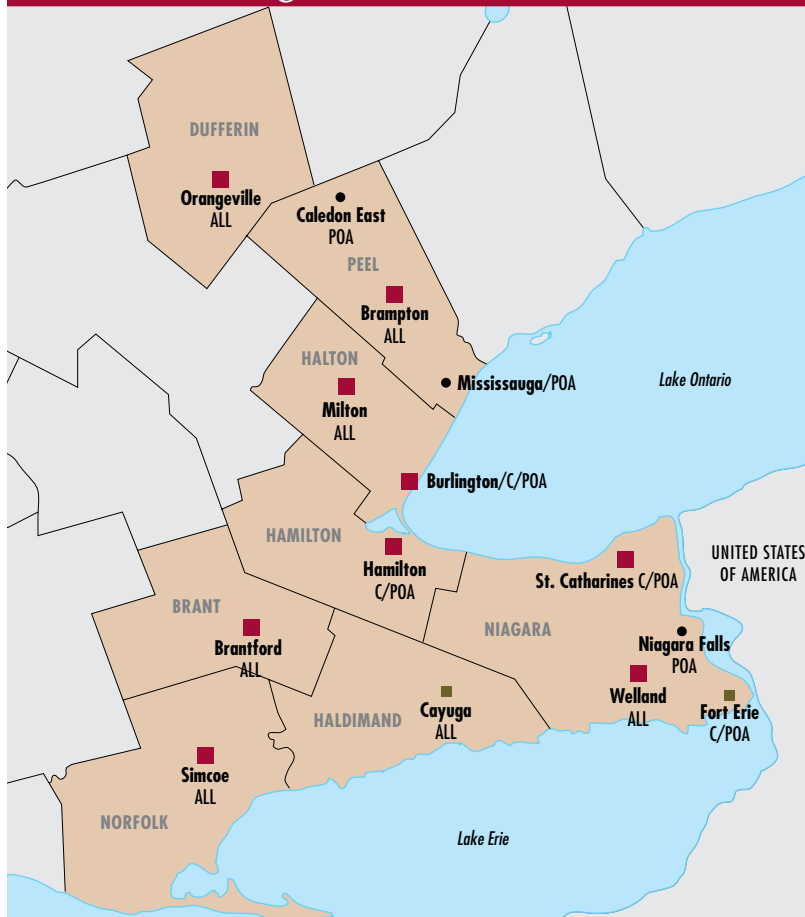 DUFFERIN
Orangeville
ALL
Caledon East
POA
PEEL
Brampton
ALL
HALTON
Milton
ALL
Mississauga/POA
Lake Ontario
Burlington/C/POA
HAMILTON
Hamilton
C/POA
UNITED STATES
OF AMERICA
St. Catharines C/POA
BRANT
Brantford
ALL
NIAGARA
Niagara Falls
POA
Welland
ALL
Fort Erie
C/POA
HALDIMAND
Cayuga
ALL
Simcoe
ALL
NORFOLK
Lake Erie